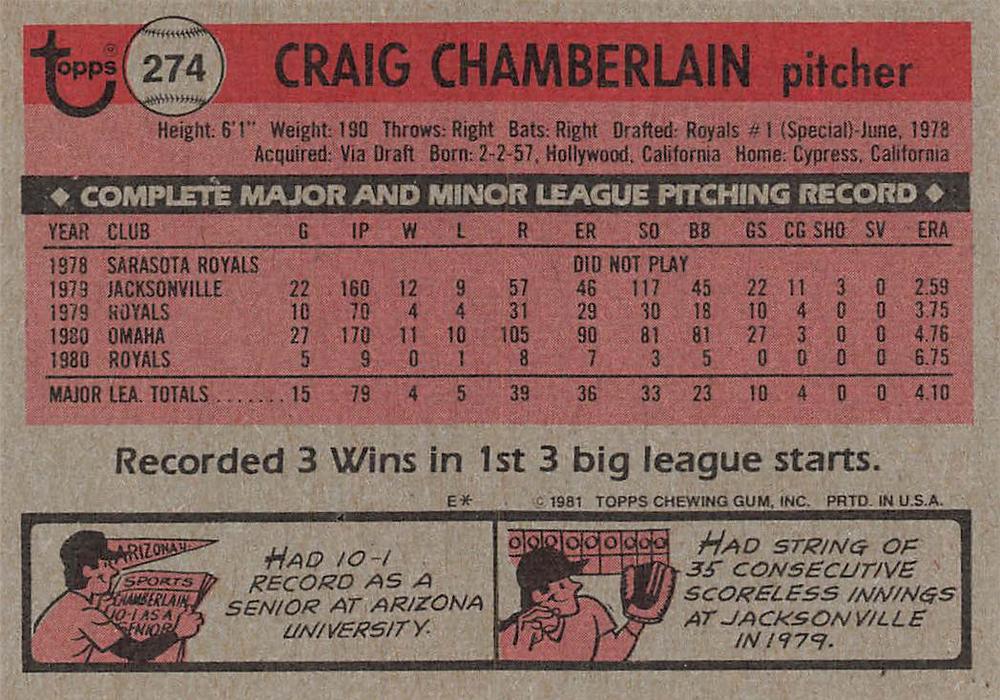 Topps © 274 CRAIG CHAMBERLAIN pitcher
Height: 6'1" Weight: 190 Throws: Right Bats: Right Drafted: Royals #1 (Special)-June, 1978
Acquired: Via Draft Born: 2-2-57, Hollywood, California Home: Cypress, California
◆ COMPLETE MAJOR AND MINOR LEAGUE PITCHING RECORD ◆
YEAR CLUB G IP W L R ER SO BB GS CG SHO SV ERA
1978 SARASOTA ROYALS DID NOT PLAY
1979 JACKSONVILLE 22 160 12 9 57 46 117 45 22 11 3 0 2.59
1979 ROYALS 10 70 4 4 31 29 30 18 10 4 0 0 3.75
1980 OMAHA 27 170 11 10 105 90 81 81 27 3 0 0 4.76
1980 ROYALS 5 9 0 1 8 7 3 5 0 0 0 0 6.75
MAJOR LEA. TOTALS ....... 15 79 4 5 39 36 33 23 10 4 0 0 4.10
Recorded 3 Wins in 1st 3 big league starts.
E* © 1981 TOPPS CHEWING GUM, INC. PRTD. IN U.S.A.
ARIZONA U.
SPORTS
CHAMBERLAIN
10-1 AS A
SENIOR
HAD 10-1
RECORD AS A
SENIOR AT ARIZONA
UNIVERSITY.
0 0 0 0 0 0 0 0
HAD STRING OF
35 CONSECUTIVE
SCORELESS INNINGS
AT JACKSONVILLE
IN 1979.